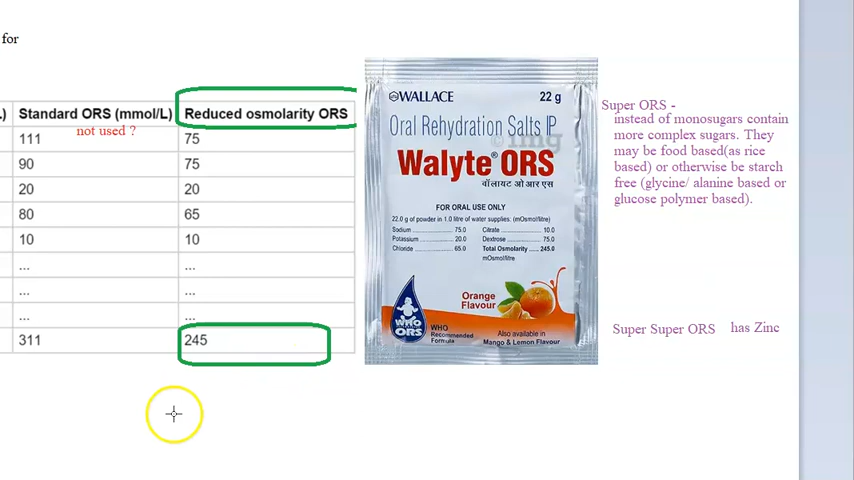 for
.) Standard ORS (mmol/L) Reduced osmolarity ORS
not used ?
111 75
90 75
20 20
80 65
10 10
... ...
... ...
... ...
311 245
WALLACE 22 g
Oral Rehydration Salts IP
Walyte® ORS
वॉलायट ओ आर एस
FOR ORAL USE ONLY
22.0 g of powder in 1.0 litre of water supplies: (mOsmol/litre)
Sodium 75.0 Citrate 10.0
Potassium 20.0 Dextrose 75.0
Chloride 65.0 Total Osmolarity 245.0
mOsmol/litre
Orange
Flavour
WHO
ORS
WHO
Recommended
Formula
Also available in
Mango & Lemon Flavour
Super ORS -
instead of monosugars contain
more complex sugars. They
may be food based(as rice
based) or otherwise be starch
free (glycine/ alanine based or
glucose polymer based).
Super Super ORS has Zinc